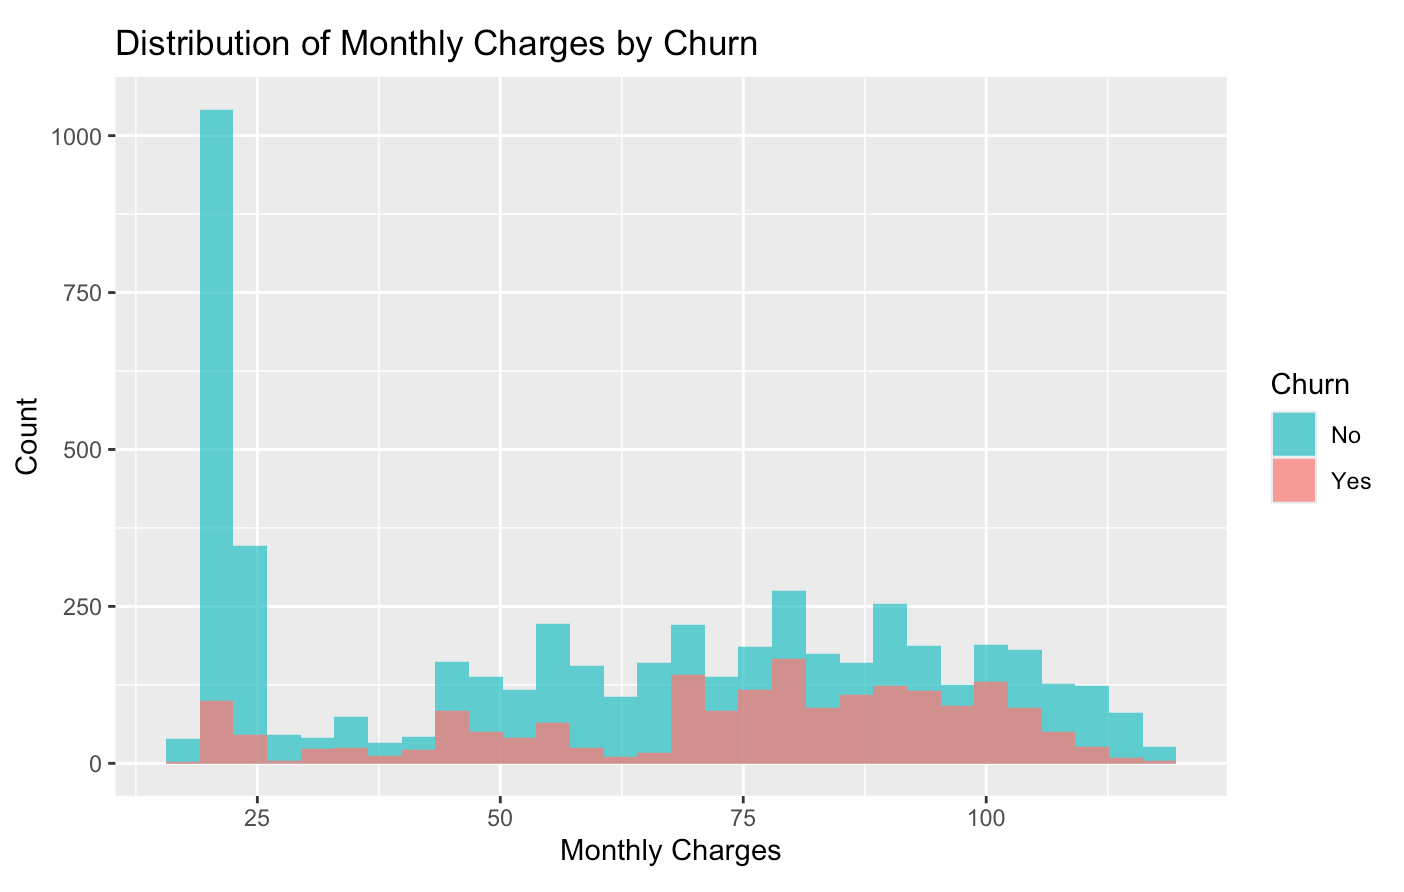 Distribution of Monthly Charges by Churn
1000
750
500
250
0
Count
25 50 75 100
Monthly Charges
Churn
No
Yes